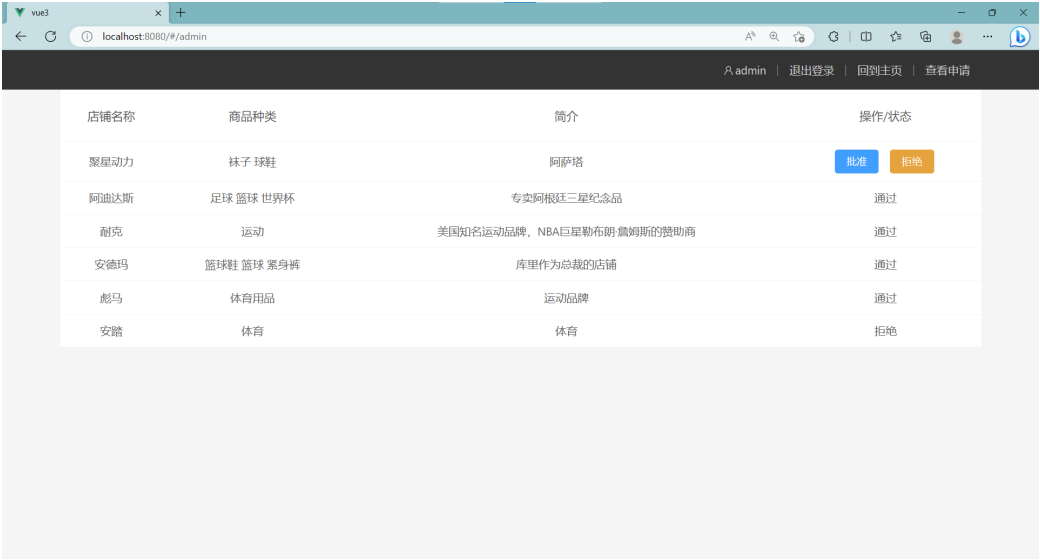 vue3
localhost:8080/#/admin
admin 退出登录 回到主页 查看申请
店铺名称 商品种类 简介 操作/状态
聚星动力 袜子 球鞋 阿萨塔 批准 拒绝
阿迪达斯 足球 篮球 世界杯 专卖阿根廷三星纪念品 通过
耐克 运动 美国知名运动品牌，NBA巨星勒布朗·詹姆斯的赞助商 通过
安德玛 篮球鞋 篮球 紧身裤 库里作为总裁的店铺 通过
彪马 体育用品 运动品牌 通过
安踏 体育 体育 拒绝